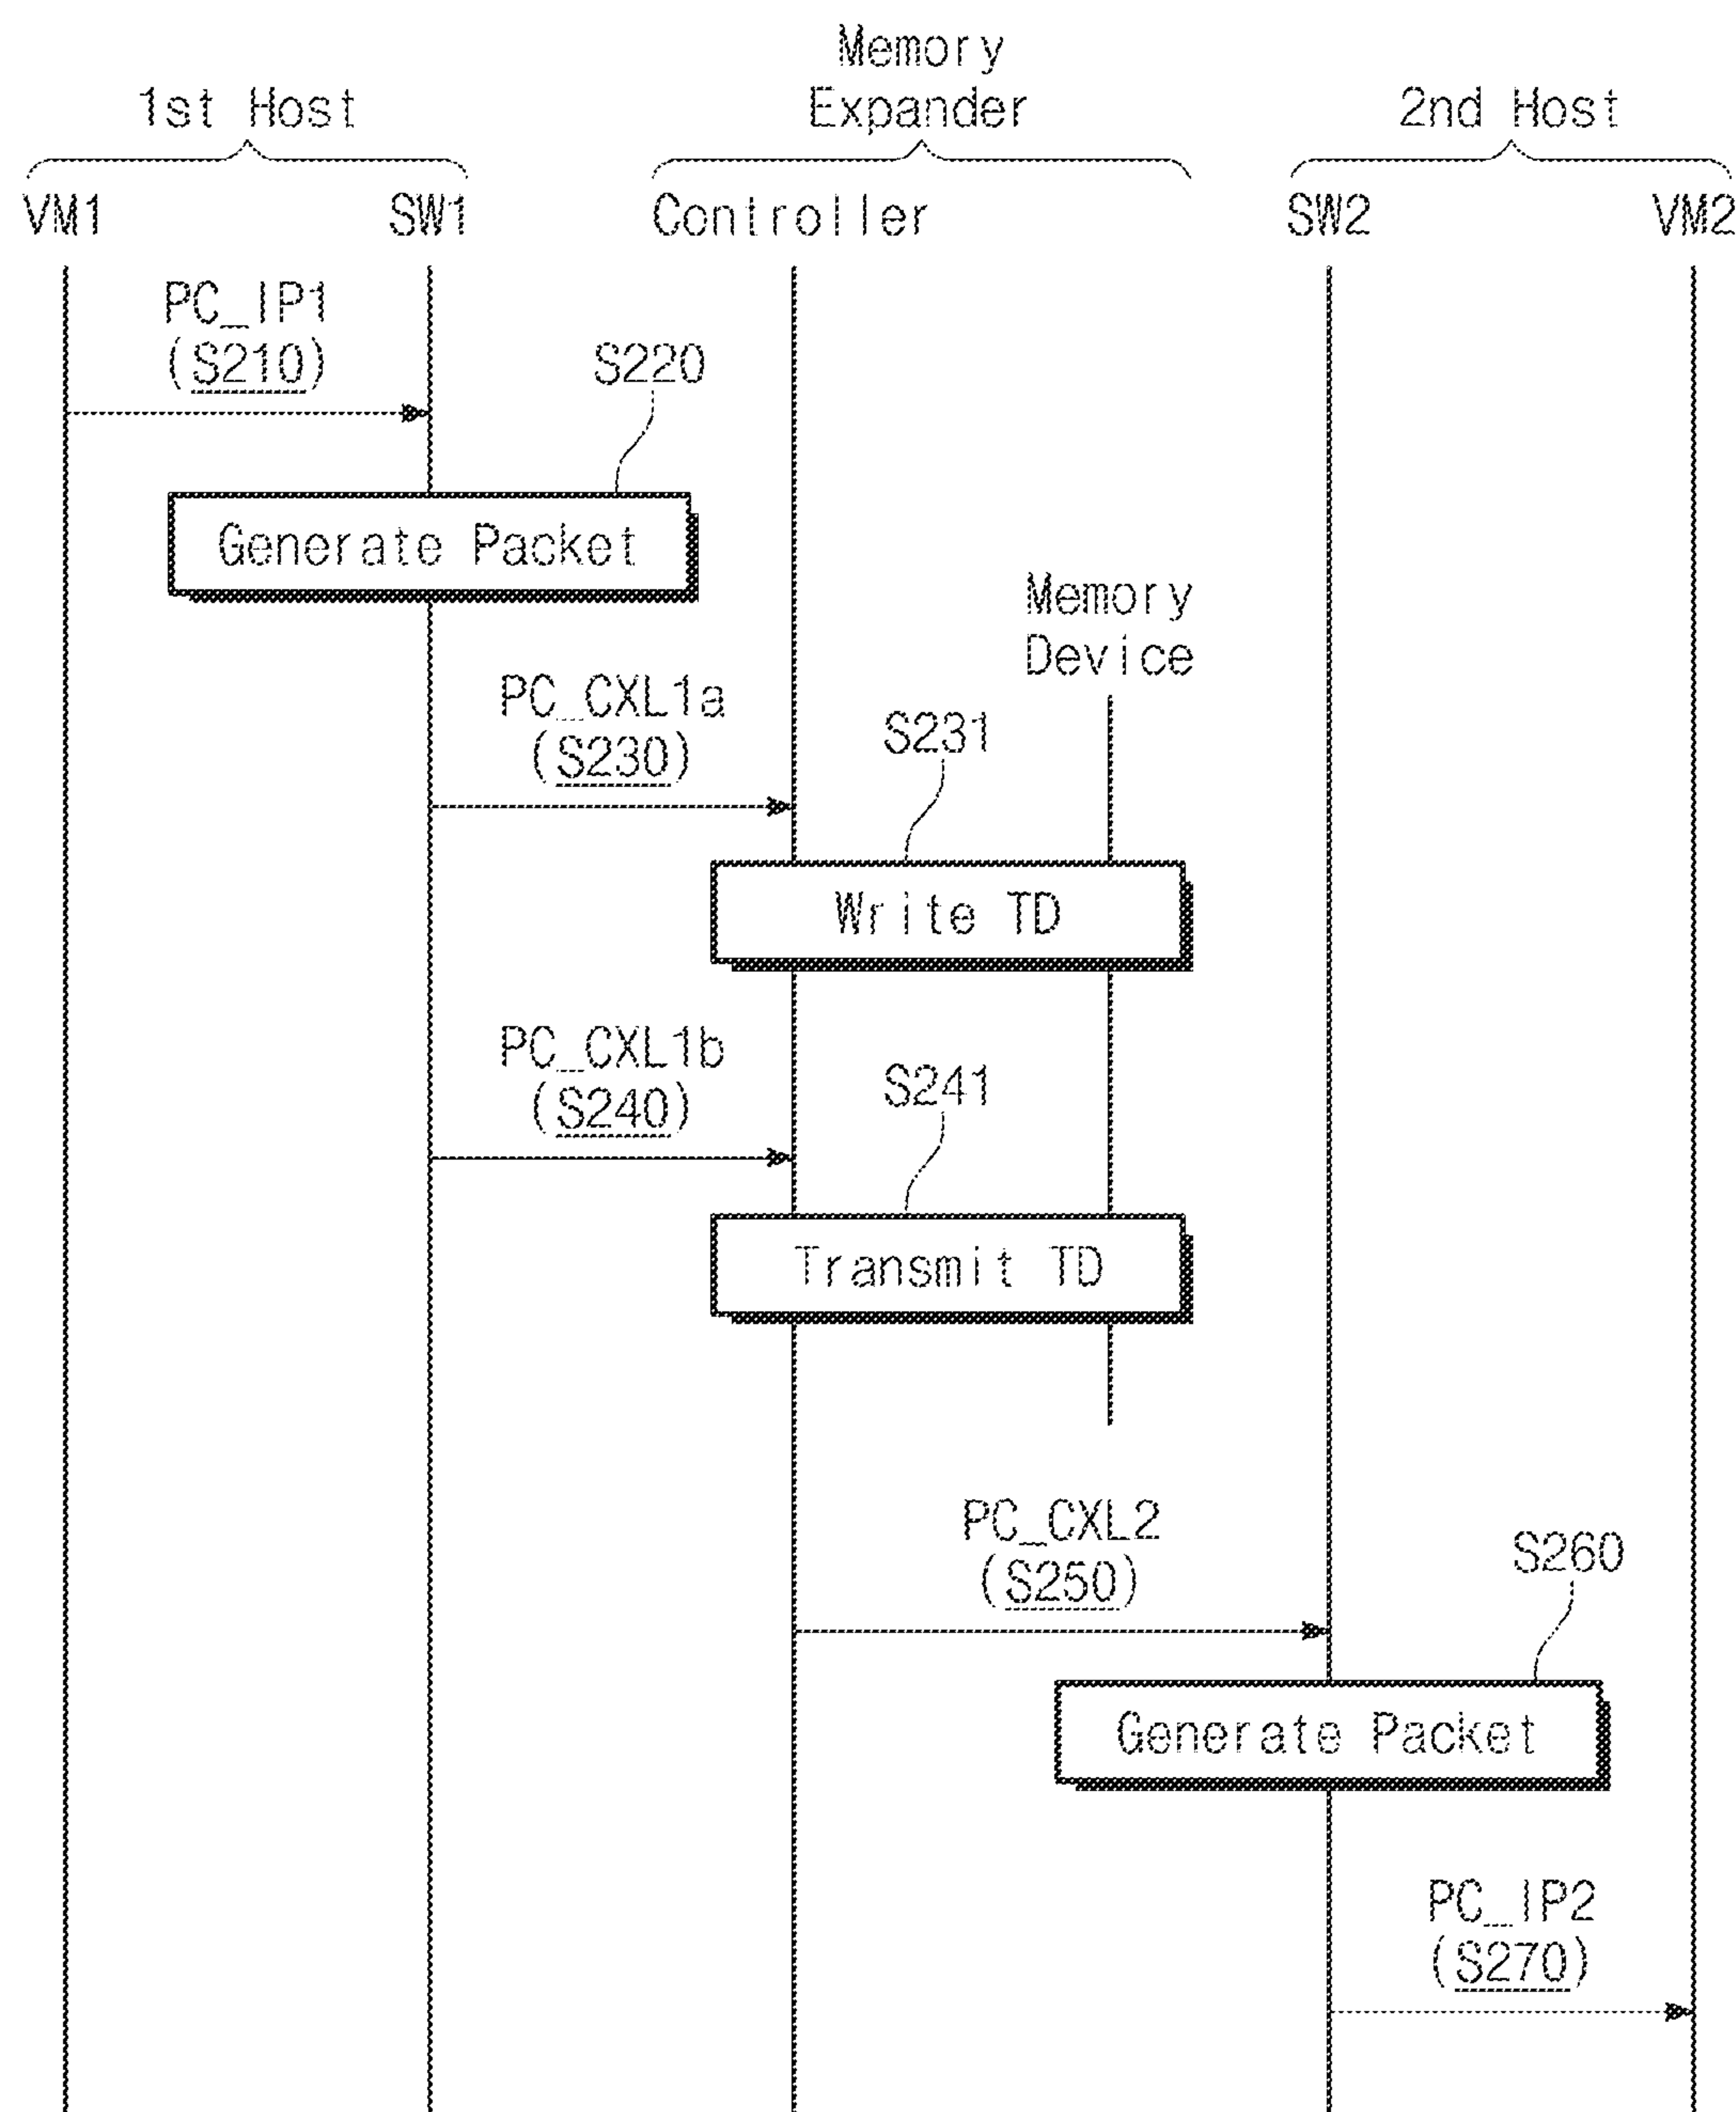 Memory
Expander
1st Host
2nd Host
VM1
SW1
Controller
SW2
VM2
PC_IP1
(S210)
S220
Generate Packet
Memory
Device
PC_CXL1a
(S230)
S231
Write TD
PC_CXL1b
(S240)
S241
Transmit TD
PC_CXL2
(S250)
S260
Generate Packet
PC_IP2
(S270)